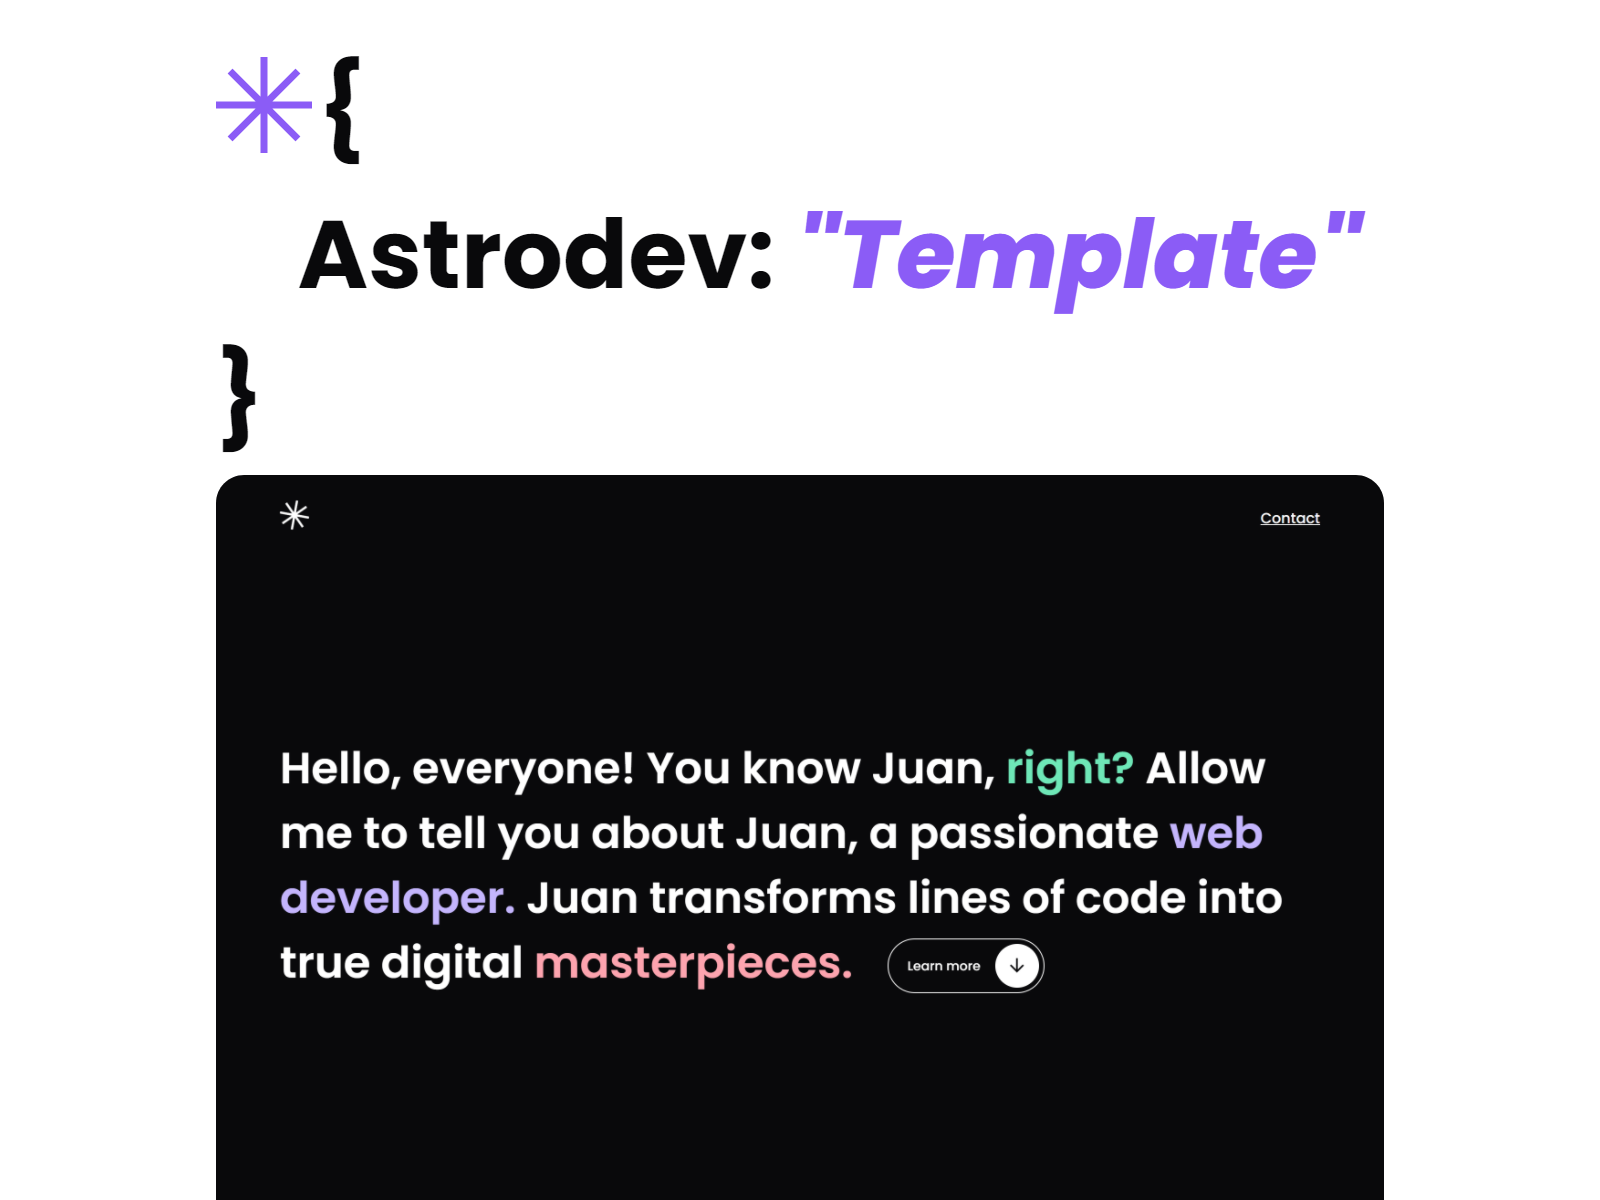 {
Astrodev: "Template"
}
Contact
Hello, everyone! You know Juan, right? Allow
me to tell you about Juan, a passionate web
developer. Juan transforms lines of code into
true digital masterpieces.
Learn more